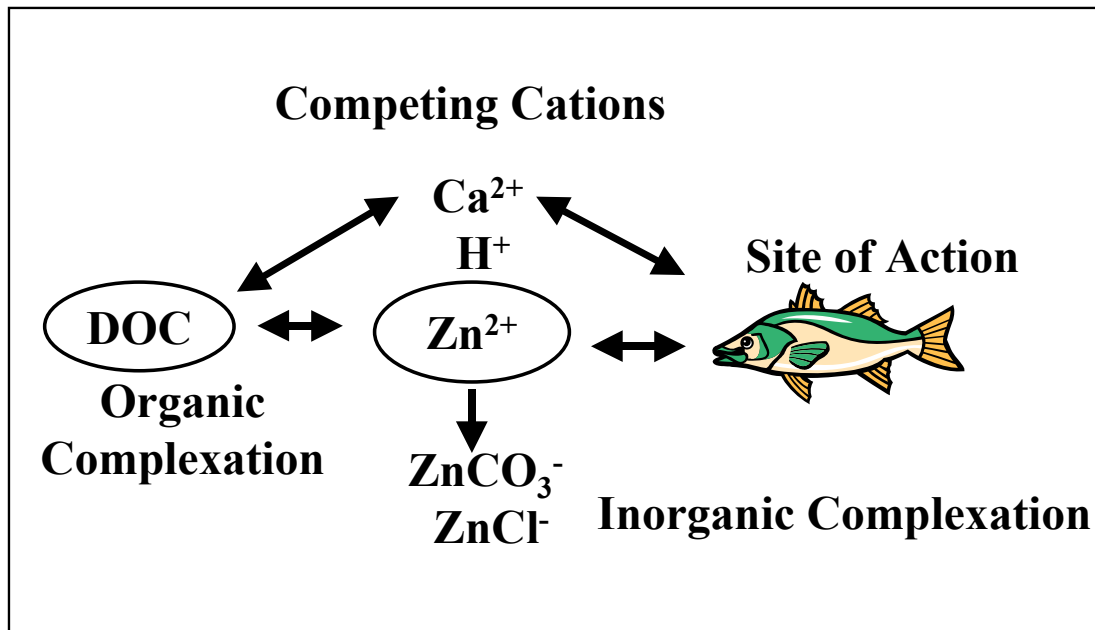 Competing Cations
Ca²⁺
H⁺
Site of Action
DOC
Zn²⁺
Organic
Complexation
ZnCO₃⁻
ZnCl⁻
Inorganic Complexation